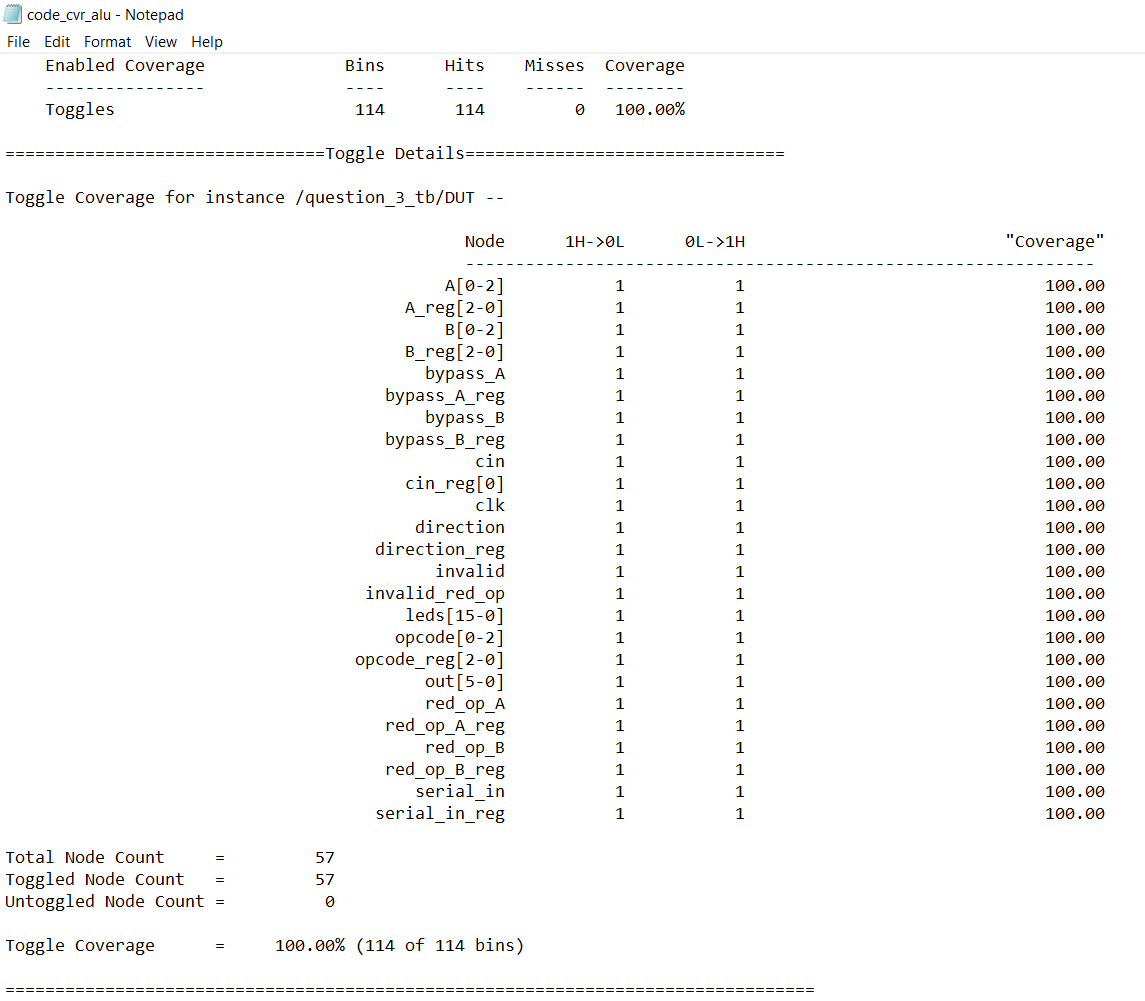 code_cvr_alu - Notepad
File Edit Format View Help
    Enabled Coverage              Bins      Hits    Misses  Coverage
    ----------------              ----      ----    ------  --------
    Toggles                        114       114         0   100.00%

================================Toggle Details================================

Toggle Coverage for instance /question_3_tb/DUT --

                                              Node      1H->0L      0L->1H                          "Coverage"
                                              ---------------------------------------------------------------
                                            A[0-2]           1           1                              100.00
                                        A_reg[2-0]           1           1                              100.00
                                            B[0-2]           1           1                              100.00
                                        B_reg[2-0]           1           1                              100.00
                                          bypass_A           1           1                              100.00
                                      bypass_A_reg           1           1                              100.00
                                          bypass_B           1           1                              100.00
                                      bypass_B_reg           1           1                              100.00
                                               cin           1           1                              100.00
                                        cin_reg[0]           1           1                              100.00
                                               clk           1           1                              100.00
                                         direction           1           1                              100.00
                                     direction_reg           1           1                              100.00
                                           invalid           1           1                              100.00
                                    invalid_red_op           1           1                              100.00
                                        leds[15-0]           1           1                              100.00
                                       opcode[0-2]           1           1                              100.00
                                   opcode_reg[2-0]           1           1                              100.00
                                          out[5-0]           1           1                              100.00
                                          red_op_A           1           1                              100.00
                                      red_op_A_reg           1           1                              100.00
                                          red_op_B           1           1                              100.00
                                      red_op_B_reg           1           1                              100.00
                                         serial_in           1           1                              100.00
                                     serial_in_reg           1           1                              100.00

Total Node Count     =         57
Toggled Node Count   =         57
Untoggled Node Count =          0

Toggle Coverage      =     100.00% (114 of 114 bins)

=================================================================================